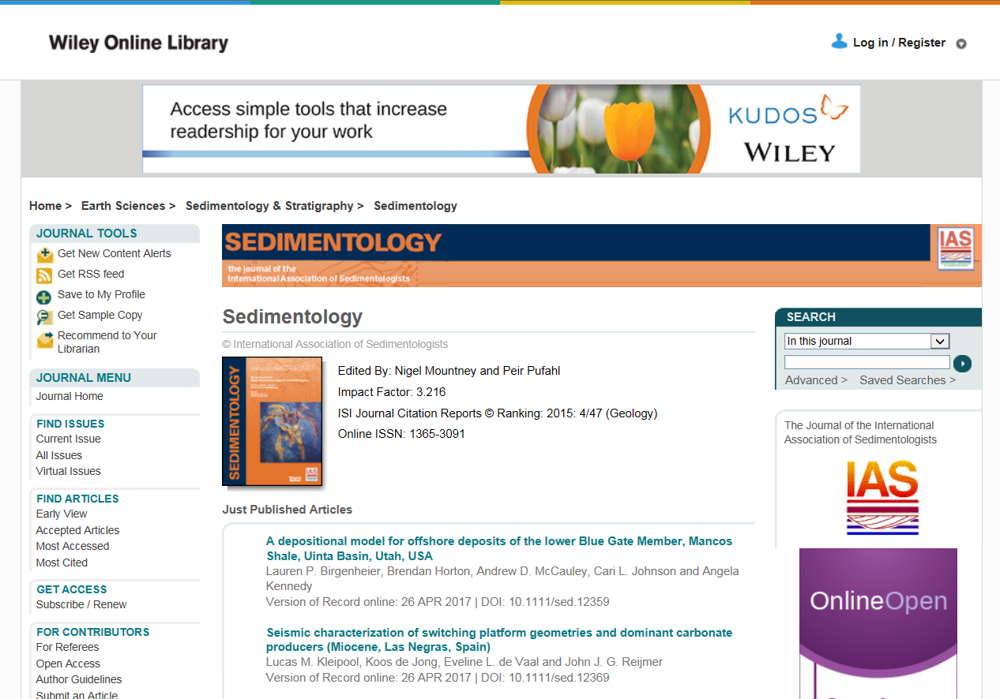 Wiley Online Library
Log in / Register
Access simple tools that increase
readership for your work
KUDOS
WILEY
Home > Earth Sciences > Sedimentology & Stratigraphy > Sedimentology
JOURNAL TOOLS
Get New Content Alerts
Get RSS feed
Save to My Profile
Get Sample Copy
Recommend to Your
Librarian
JOURNAL MENU
Journal Home
FIND ISSUES
Current Issue
All Issues
Virtual Issues
FIND ARTICLES
Early View
Accepted Articles
Most Accessed
Most Cited
GET ACCESS
Subscribe / Renew
FOR CONTRIBUTORS
For Referees
Open Access
Author Guidelines
Submit an Article
SEDIMENTOLOGY
the journal of the
International Association of Sedimentologists
IAS
Sedimentology
© International Association of Sedimentologists
SEDIMENTOLOGY
IAS
Edited By: Nigel Mountney and Peir Pufahl
Impact Factor: 3.216
ISI Journal Citation Reports © Ranking: 2015: 4/47 (Geology)
Online ISSN: 1365-3091
Just Published Articles
A depositional model for offshore deposits of the lower Blue Gate Member, Mancos
Shale, Uinta Basin, Utah, USA
Lauren P. Birgenheier, Brendan Horton, Andrew D. McCauley, Cari L. Johnson and Angela
Kennedy
Version of Record online: 26 APR 2017 | DOI: 10.1111/sed.12359
Seismic characterization of switching platform geometries and dominant carbonate
producers (Miocene, Las Negras, Spain)
Lucas M. Kleipool, Koos de Jong, Eveline L. de Vaal and John J. G. Reijmer
Version of Record online: 26 APR 2017 | DOI: 10.1111/sed.12369
SEARCH
In this journal
Advanced > Saved Searches >
The Journal of the International
Association of Sedimentologists
IAS
OnlineOpen